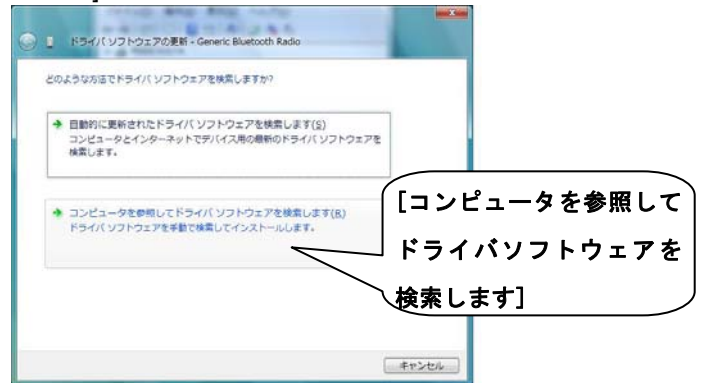 ドライバ ソフトウェアの更新 - Generic Bluetooth Radio
どのような方法でドライバ ソフトウェアを検索しますか?
自動的に更新されたドライバ ソフトウェアを検索します(S)
コンピュータとインターネットでデバイス用の最新のドライバ ソフトウェアを
検索します。
コンピュータを参照してドライバ ソフトウェアを検索します(R)
ドライバ ソフトウェアを手動で検索してインストールします。
[コンピュータを参照して
ドライバソフトウェアを
検索します]
キャンセル